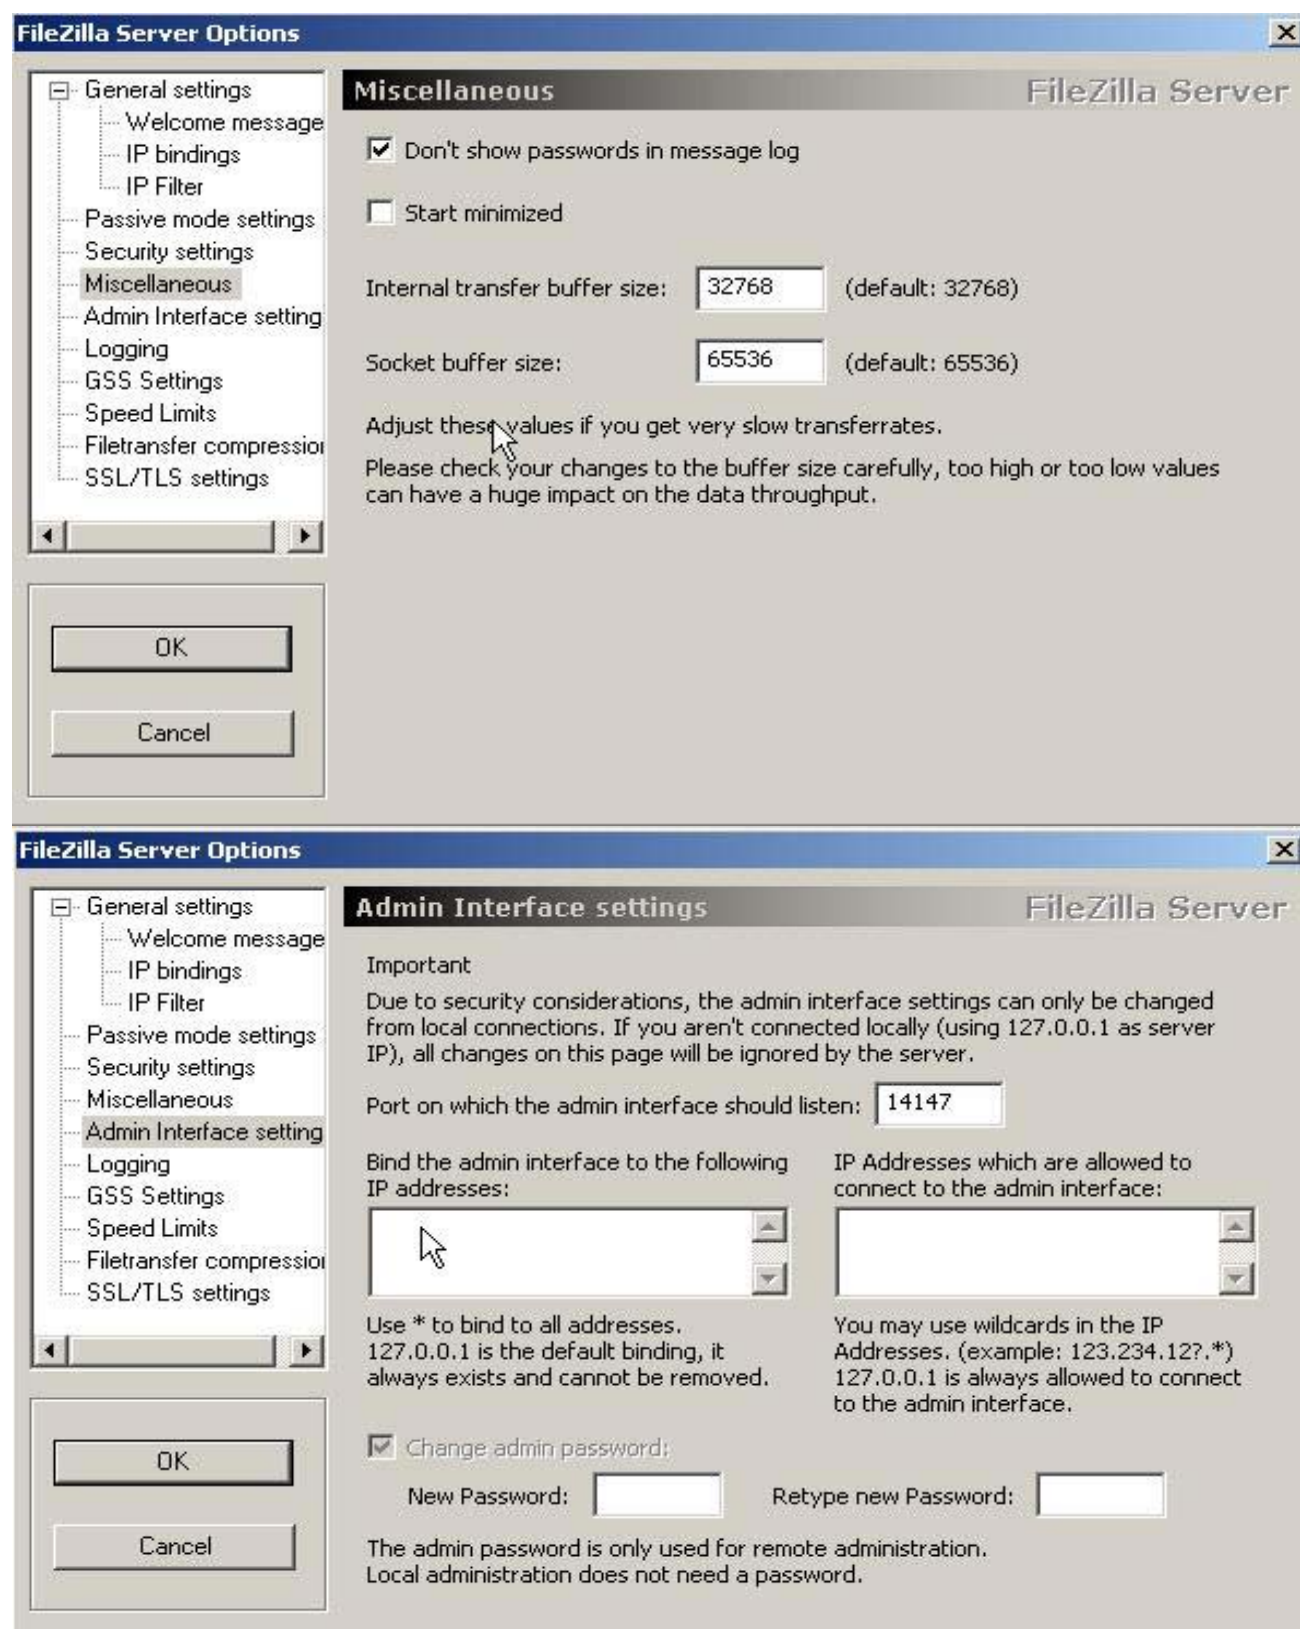 FileZilla Server Options
General settings
Welcome message
IP bindings
IP Filter
Passive mode settings
Security settings
Miscellaneous
Admin Interface setting
Logging
GSS Settings
Speed Limits
Filetransfer compression
SSL/TLS settings
OK
Cancel
Miscellaneous
FileZilla Server
Don't show passwords in message log
Start minimized
Internal transfer buffer size: 32768 (default: 32768)
Socket buffer size: 65536 (default: 65536)
Adjust these values if you get very slow transferrates.
Please check your changes to the buffer size carefully, too high or too low values
can have a huge impact on the data throughput.
FileZilla Server Options
General settings
Welcome message
IP bindings
IP Filter
Passive mode settings
Security settings
Miscellaneous
Admin Interface setting
Logging
GSS Settings
Speed Limits
Filetransfer compression
SSL/TLS settings
OK
Cancel
Admin Interface settings
FileZilla Server
Important
Due to security considerations, the admin interface settings can only be changed
from local connections. If you aren't connected locally (using 127.0.0.1 as server
IP), all changes on this page will be ignored by the server.
Port on which the admin interface should listen: 14147
Bind the admin interface to the following
IP addresses:
Use * to bind to all addresses.
127.0.0.1 is the default binding, it
always exists and cannot be removed.
IP Addresses which are allowed to
connect to the admin interface:
You may use wildcards in the IP
Addresses. (example: 123.234.12?.*)
127.0.0.1 is always allowed to connect
to the admin interface.
Change admin password:
New Password: Retype new Password:
The admin password is only used for remote administration.
Local administration does not need a password.